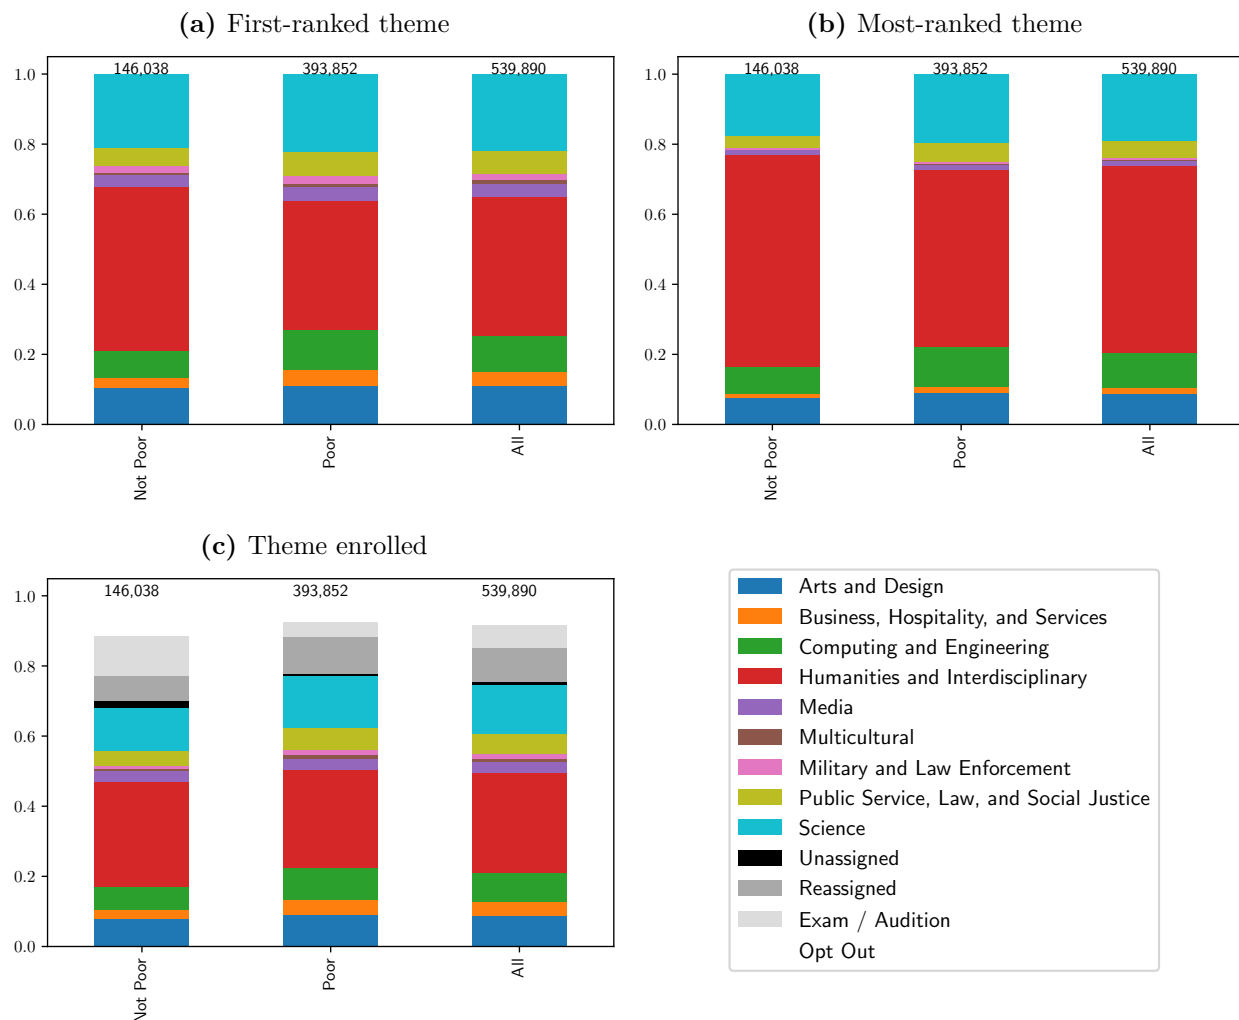 (a) First-ranked theme
146,038 393,852 539,890
1.0
0.8
0.6
0.4
0.2
0.0
Not Poor
Poor
All
(b) Most-ranked theme
146,038 393,852 539,890
1.0
0.8
0.6
0.4
0.2
0.0
Not Poor
Poor
All
(c) Theme enrolled
146,038 393,852 539,890
1.0
0.8
0.6
0.4
0.2
0.0
Not Poor
Poor
All
Arts and Design
Business, Hospitality, and Services
Computing and Engineering
Humanities and Interdisciplinary
Media
Multicultural
Military and Law Enforcement
Public Service, Law, and Social Justice
Science
Unassigned
Reassigned
Exam / Audition
Opt Out